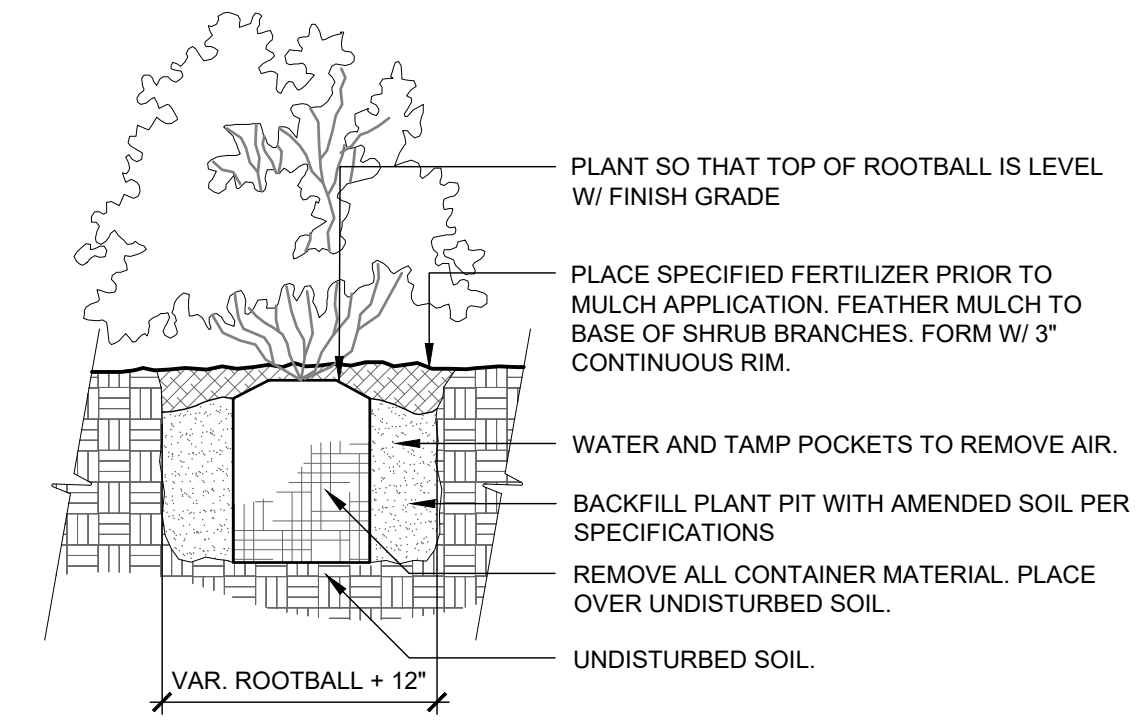 PLANT SO THAT TOP OF ROOTBALL IS LEVEL
W/ FINISH GRADE
PLACE SPECIFIED FERTILIZER PRIOR TO
MULCH APPLICATION. FEATHER MULCH TO
BASE OF SHRUB BRANCHES. FORM W/ 3"
CONTINUOUS RIM.
WATER AND TAMP POCKETS TO REMOVE AIR.
BACKFILL PLANT PIT WITH AMENDED SOIL PER
SPECIFICATIONS
REMOVE ALL CONTAINER MATERIAL. PLACE
OVER UNDISTURBED SOIL.
UNDISTURBED SOIL.
VAR. ROOTBALL + 12"